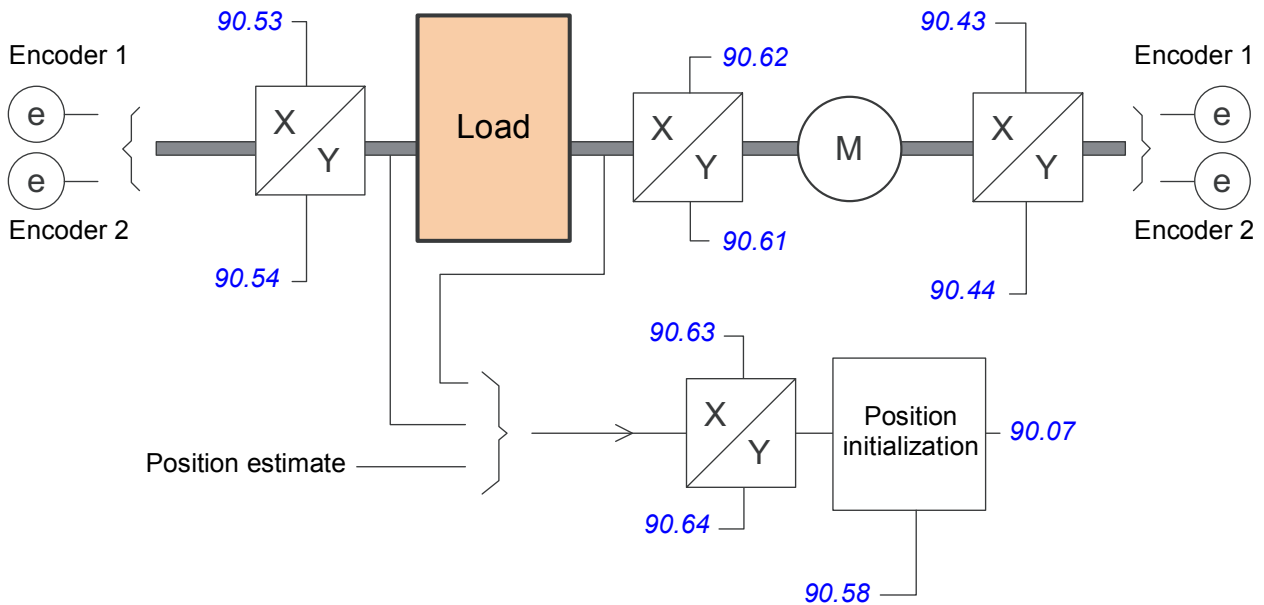 90.53
90.43
Encoder 1
90.62
Encoder 1
e
X
Y
Load
X
Y
M
X
Y
e
e
e
Encoder 2
90.61
Encoder 2
90.54
90.44
90.63
X
Y
Position
initialization
90.07
Position estimate
90.64
90.58